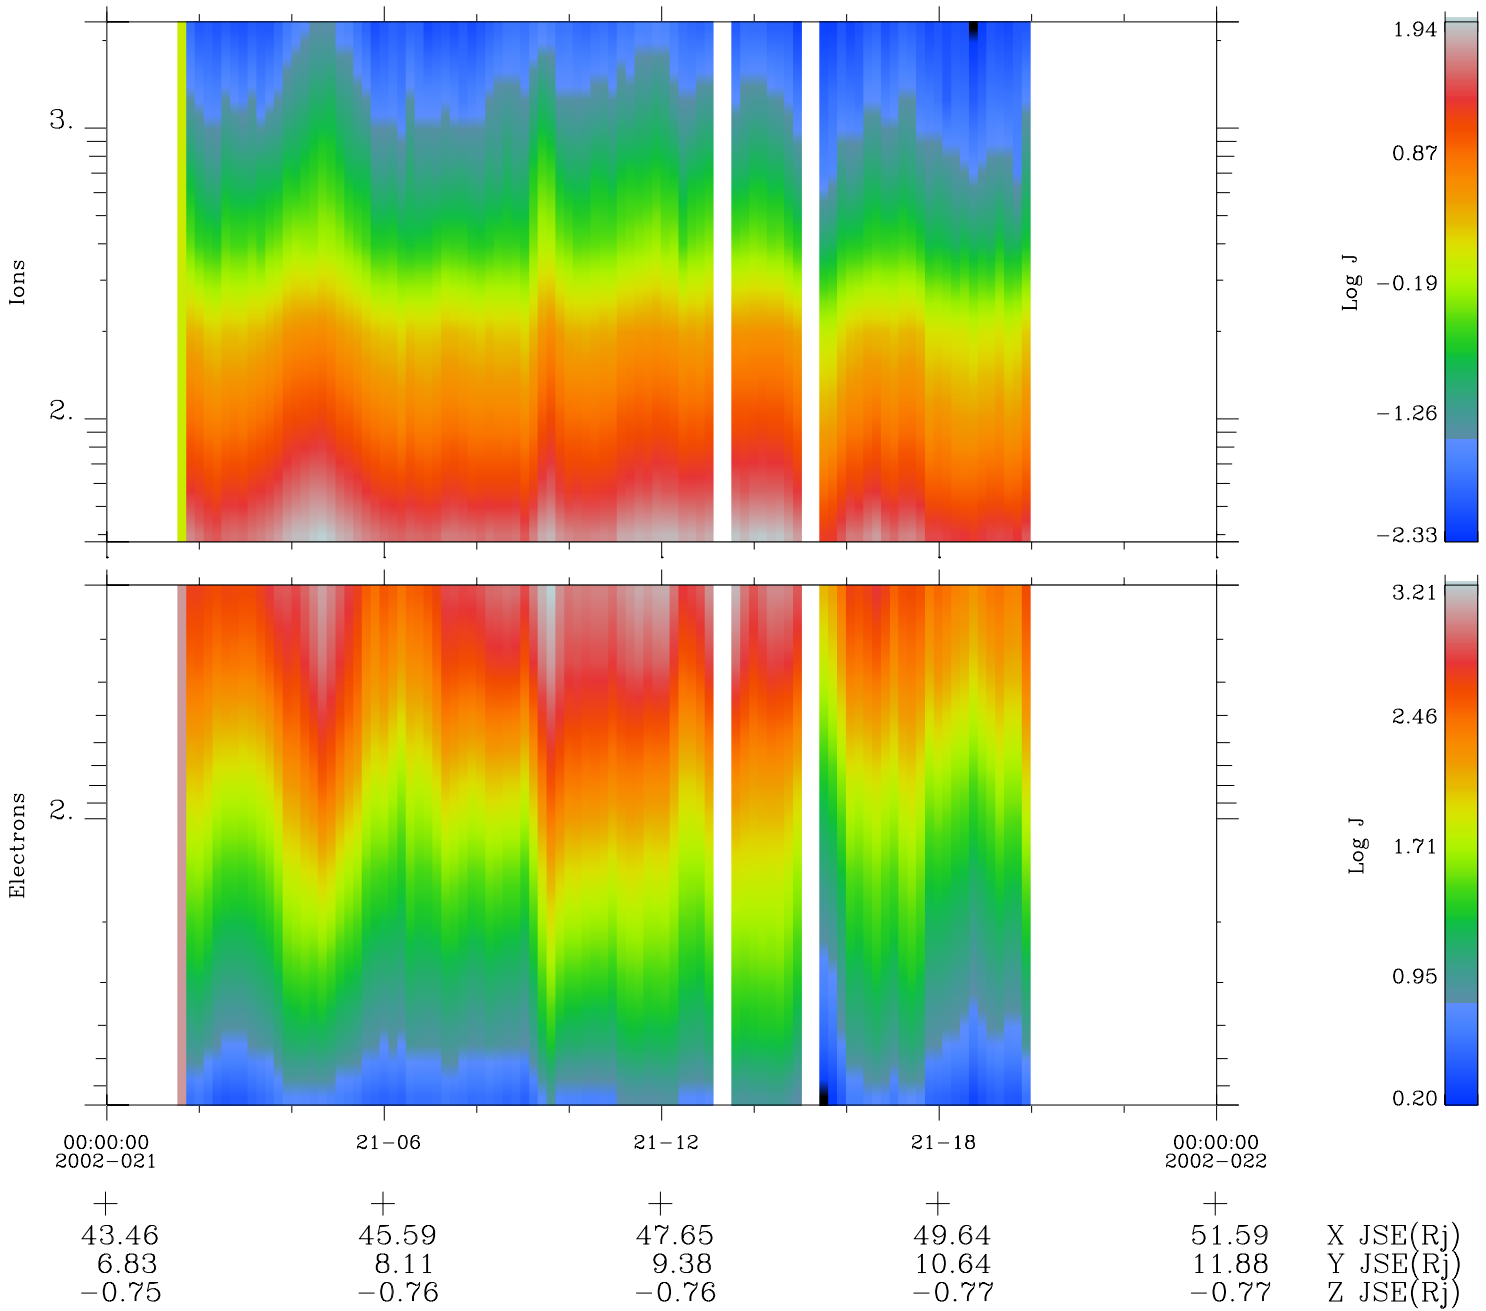 1.94
3.
0.87
Ions
Log J
-0.19
2.
-1.26
-2.33
3.21
2.46
2.
Electrons
Log J
1.71
0.95
0.20
00:00:00 21-06 21-12 21-18 00:00:00
2002-021 2002-022
43.46 45.59 47.65 49.64 51.59 X JSE(Rj)
6.83 8.11 9.38 10.64 11.88 Y JSE(Rj)
-0.75 -0.76 -0.76 -0.77 -0.77 Z JSE(Rj)